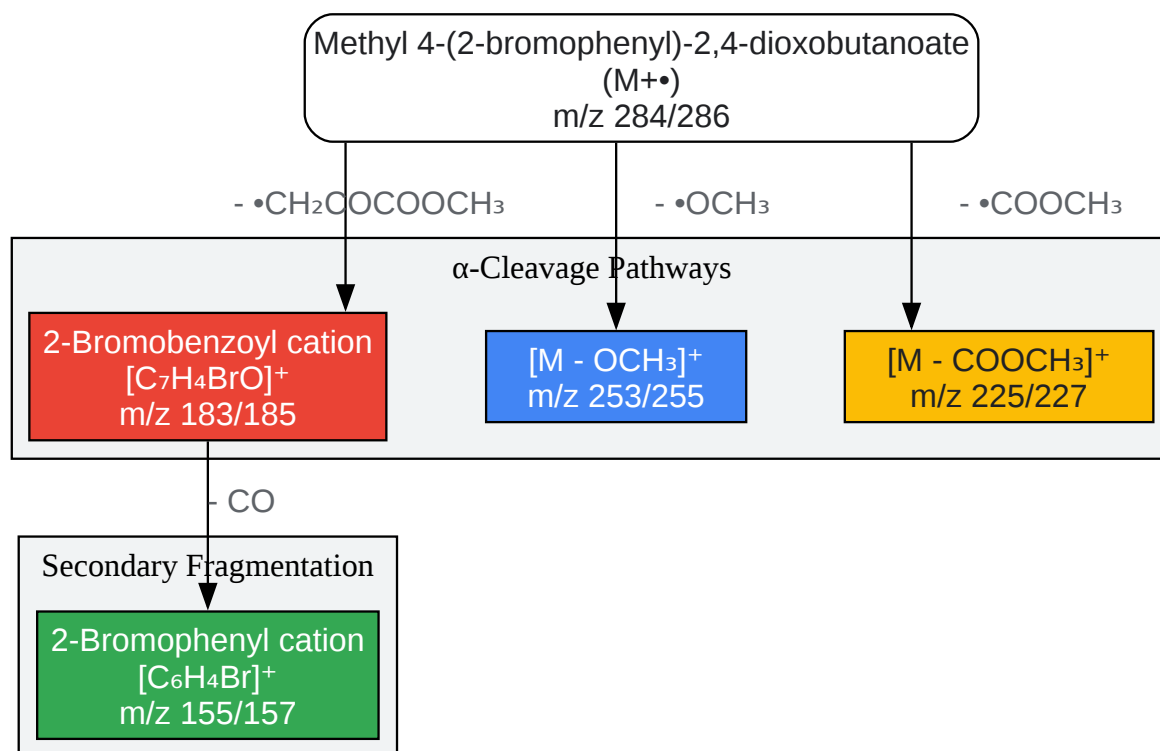 Methyl 4-(2-bromophenyl)-2,4-dioxobutanoate
(M+•)
m/z 284/286
- •CH₂COCOOCH₃
- •OCH₃
- •COOCH₃
α-Cleavage Pathways
2-Bromobenzoyl cation
[C₇H₄BrO]⁺
m/z 183/185
[M - OCH₃]⁺
m/z 253/255
[M - COOCH₃]⁺
m/z 225/227
- CO
Secondary Fragmentation
2-Bromophenyl cation
[C₆H₄Br]⁺
m/z 155/157